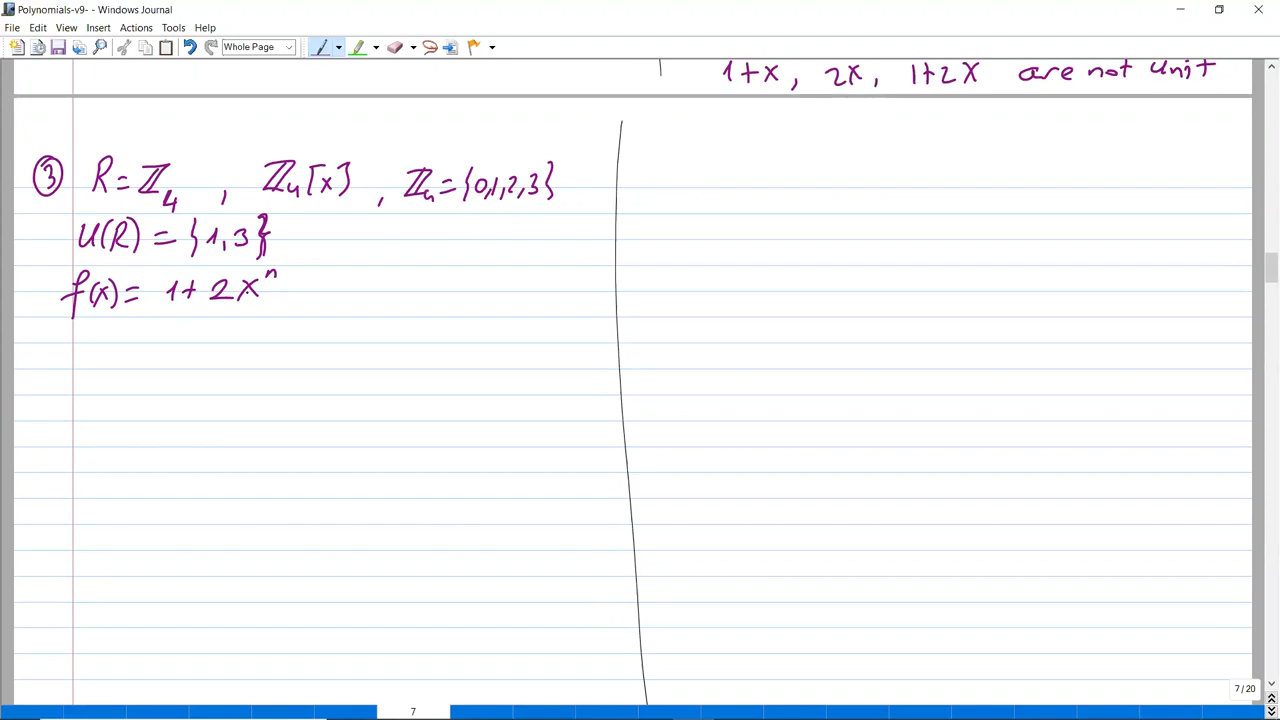 Polynomials-v9- - Windows Journal
File Edit View Insert Actions Tools Help
Whole Page
1+x, 2x, 1+2x are not unit
③ R = ℤ₄, ℤ₄[x], ℤ₄ = {0,1,2,3}
U(R) = {1,3}
f(x) = 1+2xⁿ
7 / 20
7